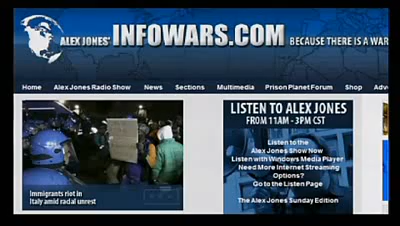 ALEX JONES' INFOWARS.COM BECAUSE THERE IS A WAR
Home Alex Jones Radio Show News Sections Multimedia Prison Planet Forum Shop Adv
LISTEN TO ALEX JONES
FROM 11AM - 3PM CST
Listen to the
Alex Jones Show Now
Listen with Windows Media Player
Need More Internet Streaming
Options?
Go to the Listen Page
The Alex Jones Sunday Edition
Immigrants riot in
Italy amid racial unrest